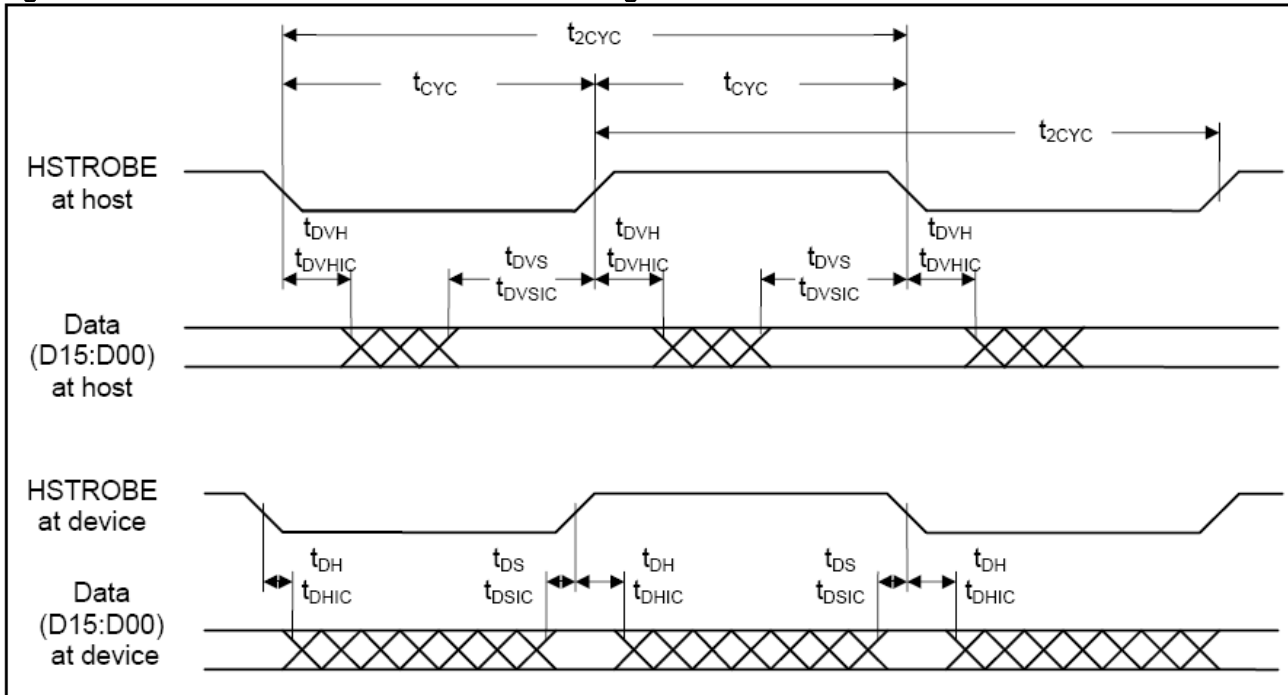 t2CYC
tCYC tCYC
t2CYC
HSTROBE
at host
tDVH tDVH tDVH
tDVHIC tDVS tDVHIC tDVS tDVHIC
tDVSIC tDVSIC
Data
(D15:D00)
at host
HSTROBE
at device
tDH tDS tDH tDS tDH
tDHIC tDSIC tDHIC tDSIC tDHIC
Data
(D15:D00)
at device